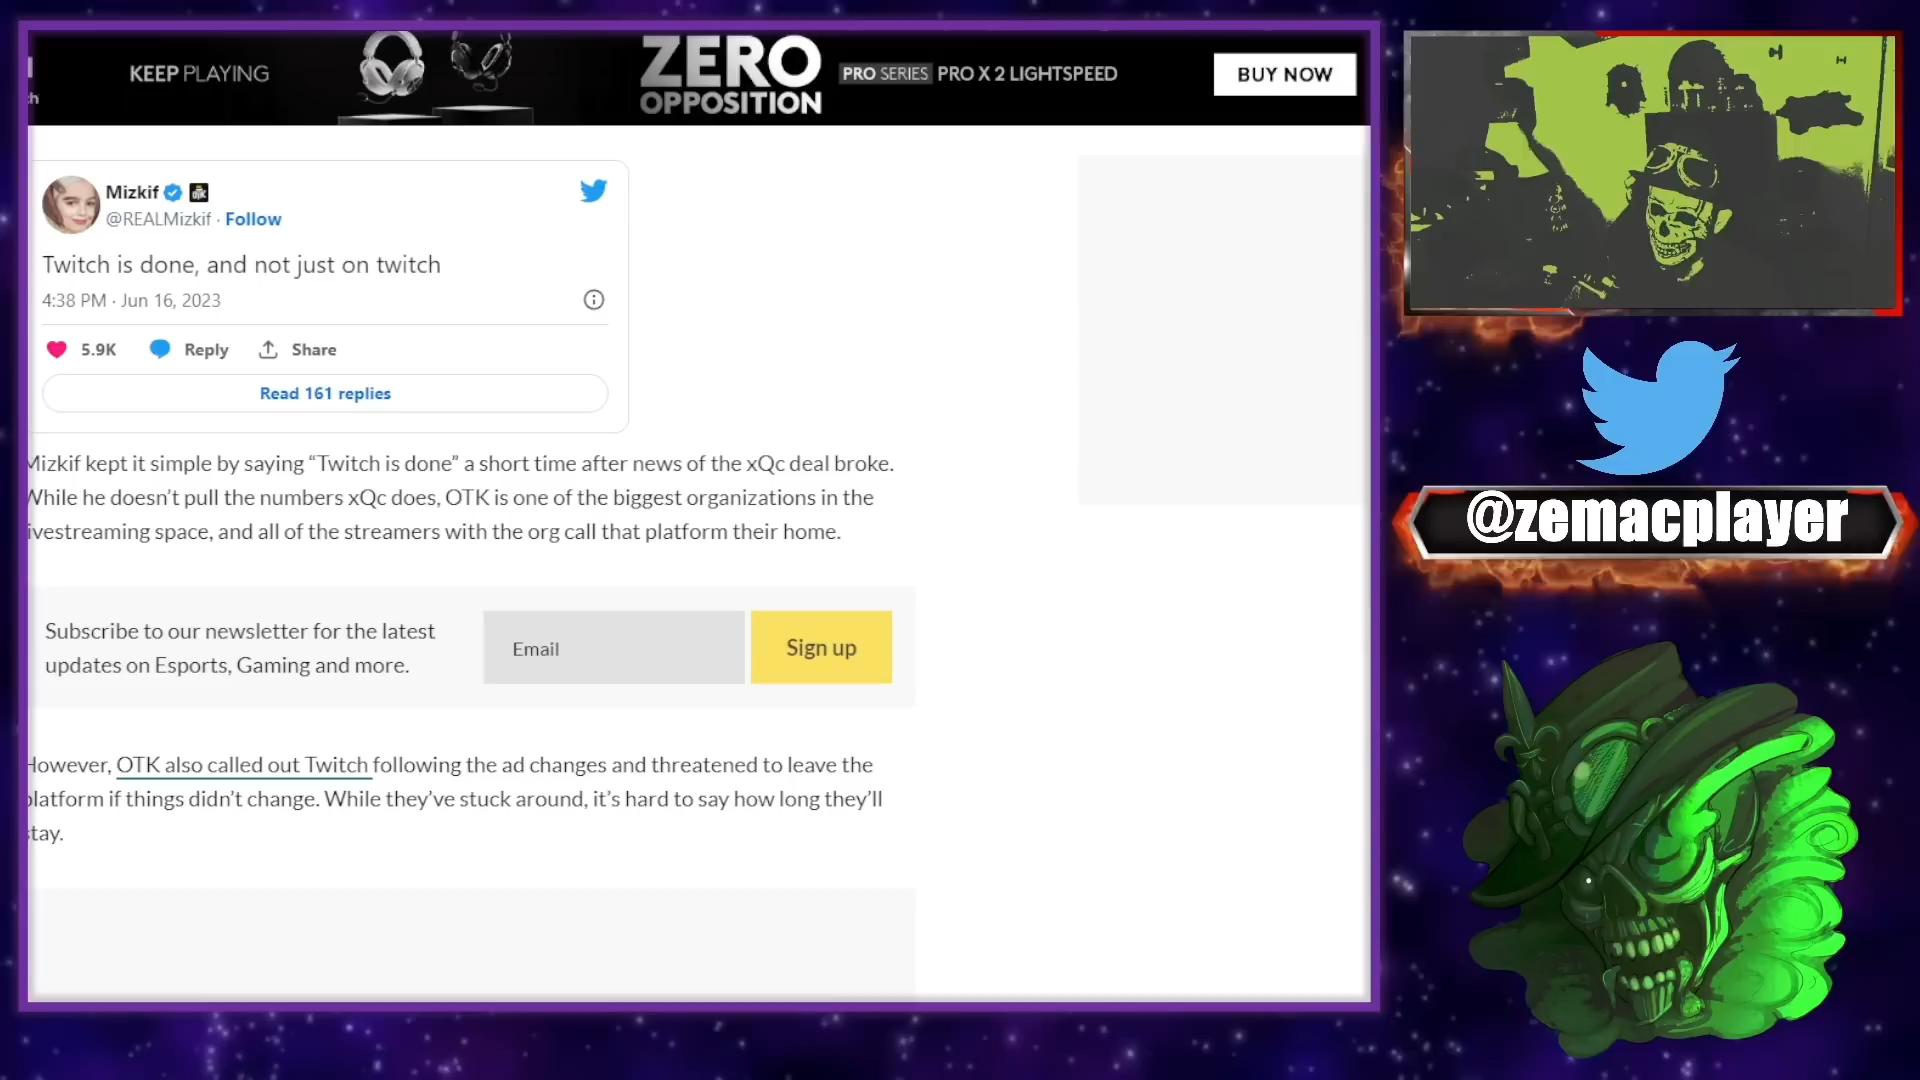 KEEP PLAYING
ZERO
OPPOSITION
PRO SERIES PRO X 2 LIGHTSPEED
BUY NOW
Mizkif
@REALMizkif · Follow
Twitch is done, and not just on twitch
4:38 PM · Jun 16, 2023
5.9K Reply Share
Read 161 replies
Mizkif kept it simple by saying “Twitch is done” a short time after news of the xQc deal broke.
While he doesn’t pull the numbers xQc does, OTK is one of the biggest organizations in the
livestreaming space, and all of the streamers with the org call that platform their home.
Subscribe to our newsletter for the latest
updates on Esports, Gaming and more.
Email
Sign up
However, OTK also called out Twitch following the ad changes and threatened to leave the
platform if things didn’t change. While they’ve stuck around, it’s hard to say how long they’ll
stay.
@zemacplayer